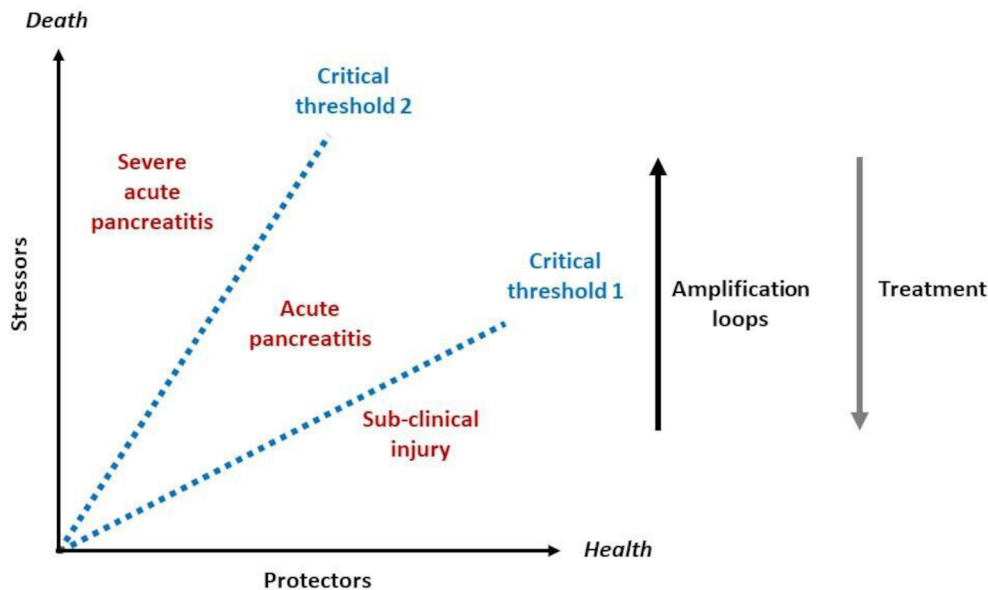 Death
Critical
threshold 2
Severe
acute
pancreatitis
Stressors
Critical
threshold 1
Acute
pancreatitis
Sub-clinical
injury
Amplification
loops
Treatment
Health
Protectors